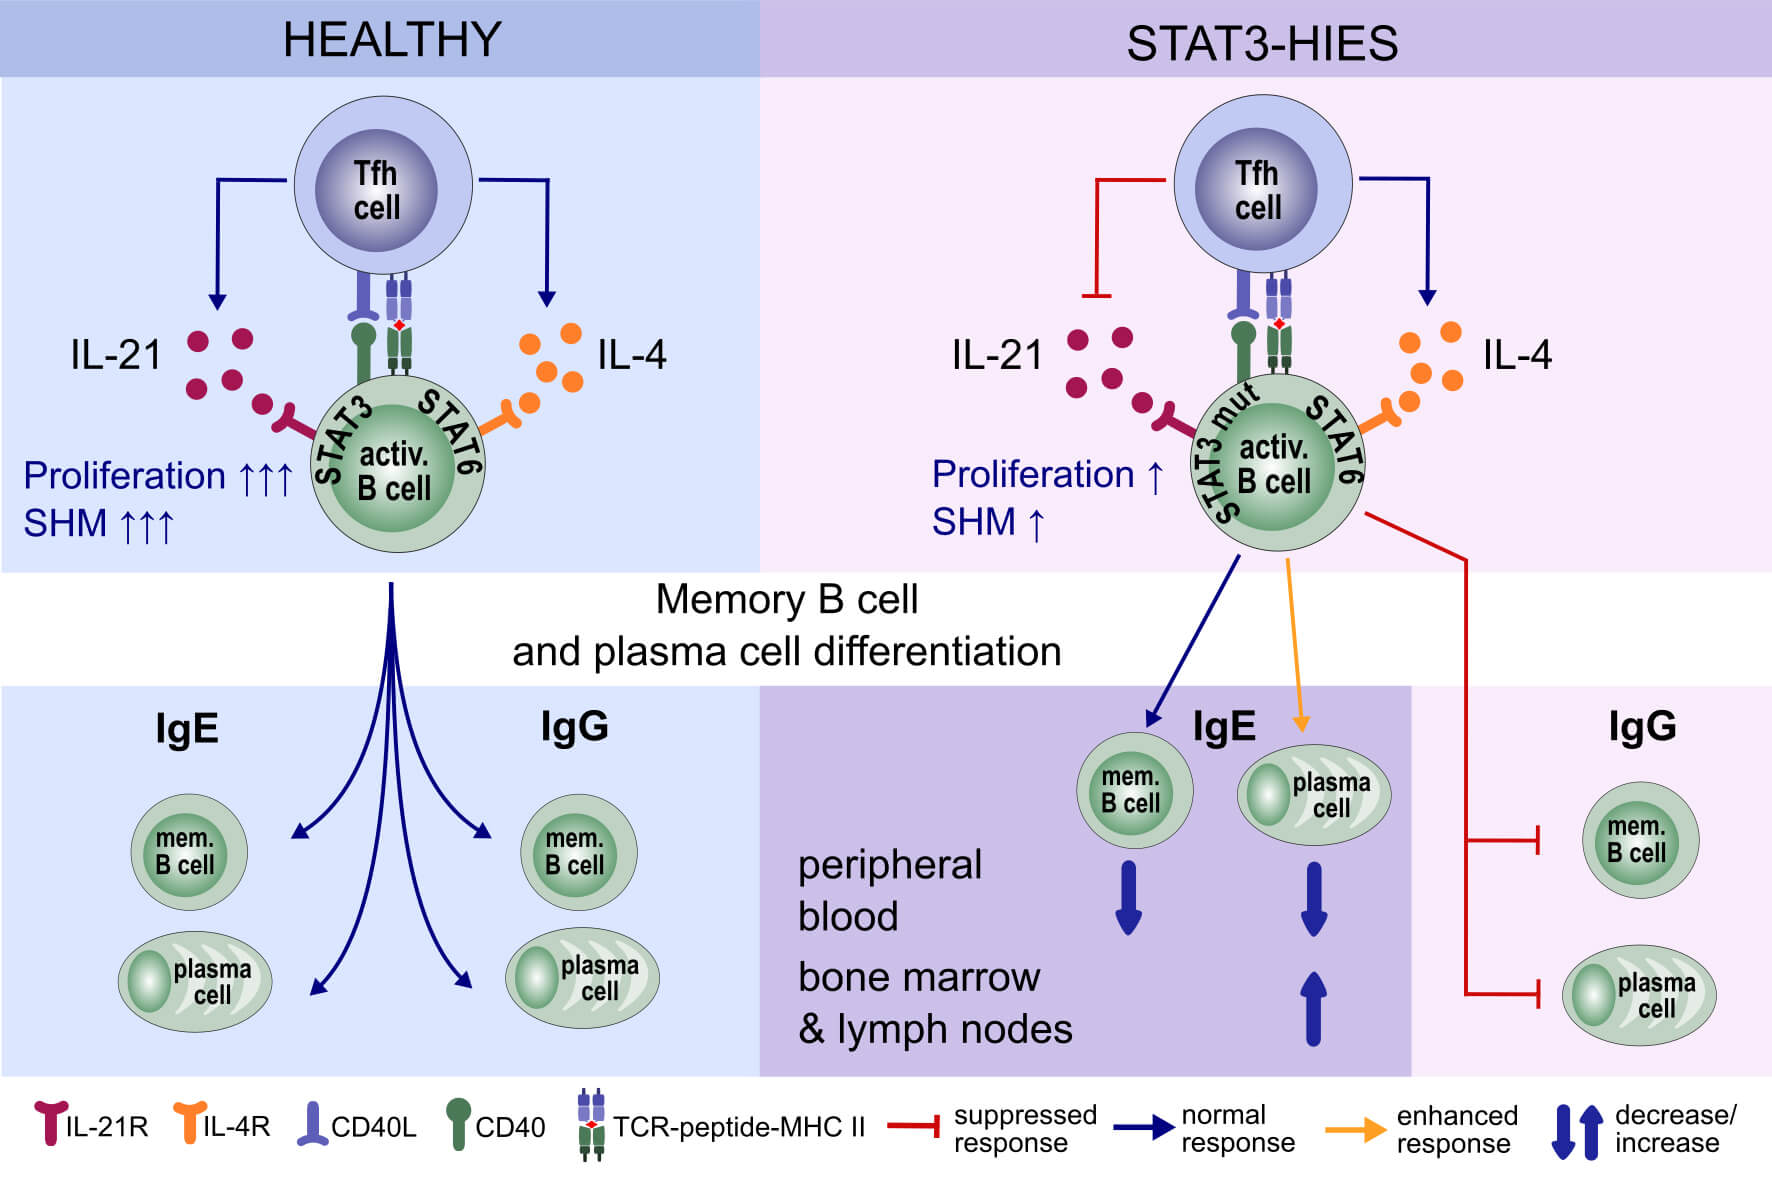 HEALTHY
STAT3-HIES
Tfh
cell
IL-21
IL-4
STAT3
STAT6
activ.
B cell
Proliferation ↑↑↑
SHM ↑↑↑
Tfh
cell
IL-21
IL-4
STAT3 mut
STAT6
activ.
B cell
Proliferation ↑
SHM ↑
Memory B cell
and plasma cell differentiation
IgE
mem.
B cell
plasma
cell
IgG
mem.
B cell
plasma
cell
IgE
mem.
B cell
plasma
cell
peripheral
blood
bone marrow
& lymph nodes
IgG
mem.
B cell
plasma
cell
IL-21R
IL-4R
CD40L
CD40
TCR-peptide-MHC II
suppressed
response
normal
response
enhanced
response
decrease/
increase